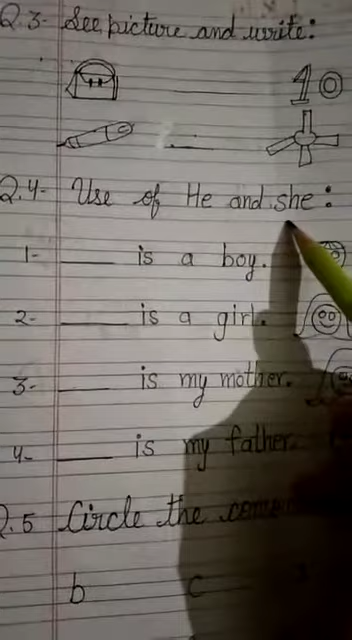 Q.3- See picture and write:
10
Q.4- Use of He and she:
1- ____ is a boy.
2- ____ is a girl.
3- ____ is my mother.
4- ____ is my father.
Q.5 Circle the
b c